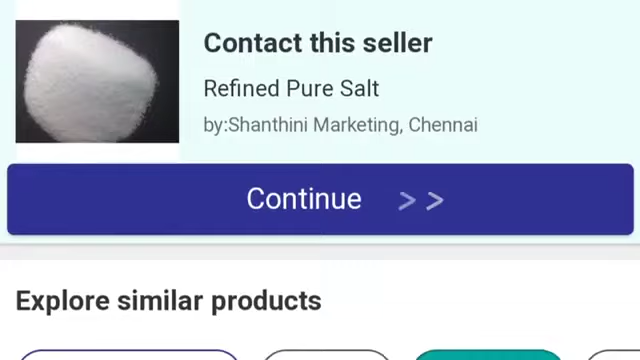 Contact this seller
Refined Pure Salt
by:Shanthini Marketing, Chennai
Continue > >
Explore similar products